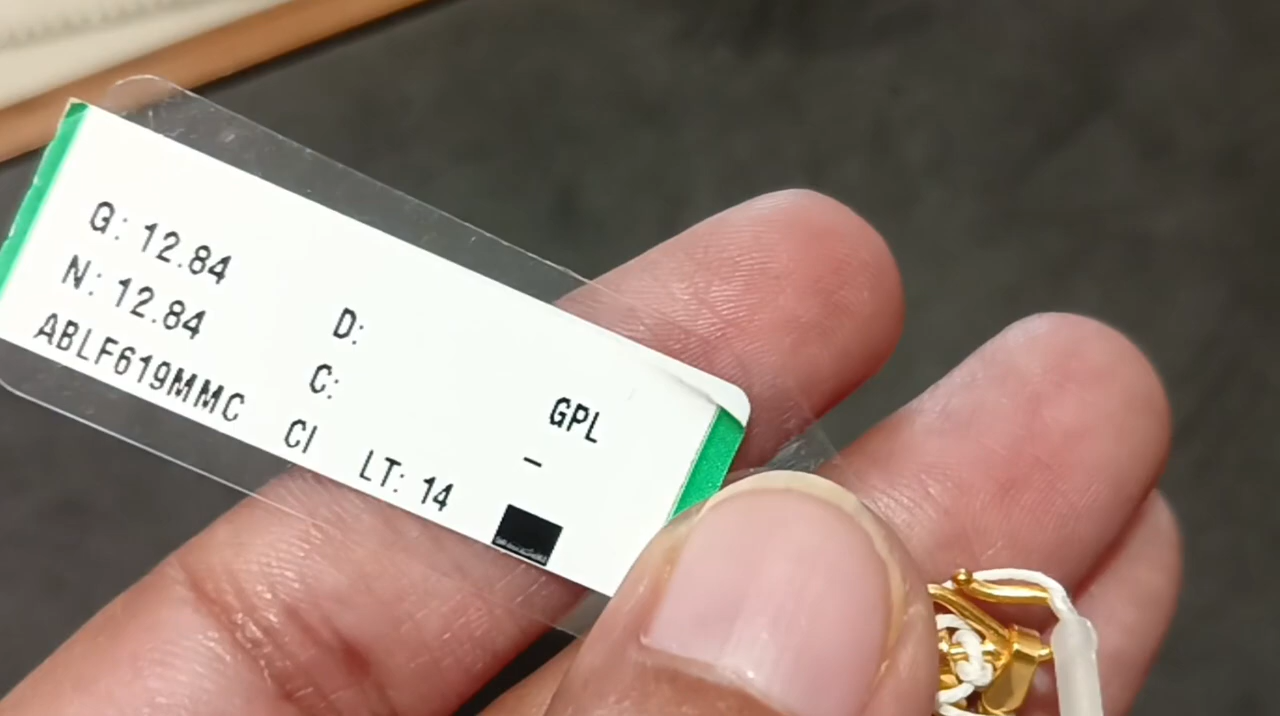 G: 12.84
N: 12.84 D:
ABLF619MMC C: GPL
CI LT: 14 –